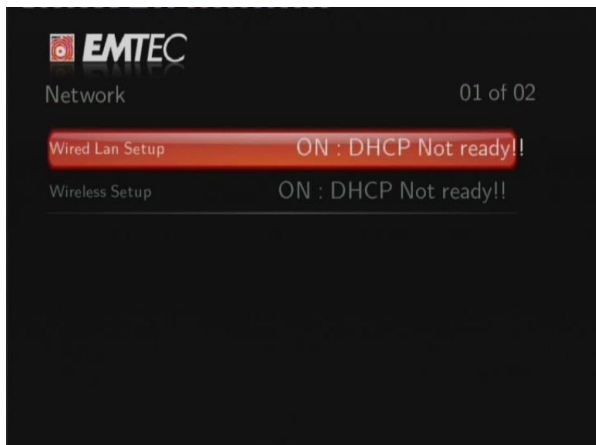 EMTEC
Network 01 of 02
Wired Lan Setup ON : DHCP Not ready!!
Wireless Setup ON : DHCP Not ready!!